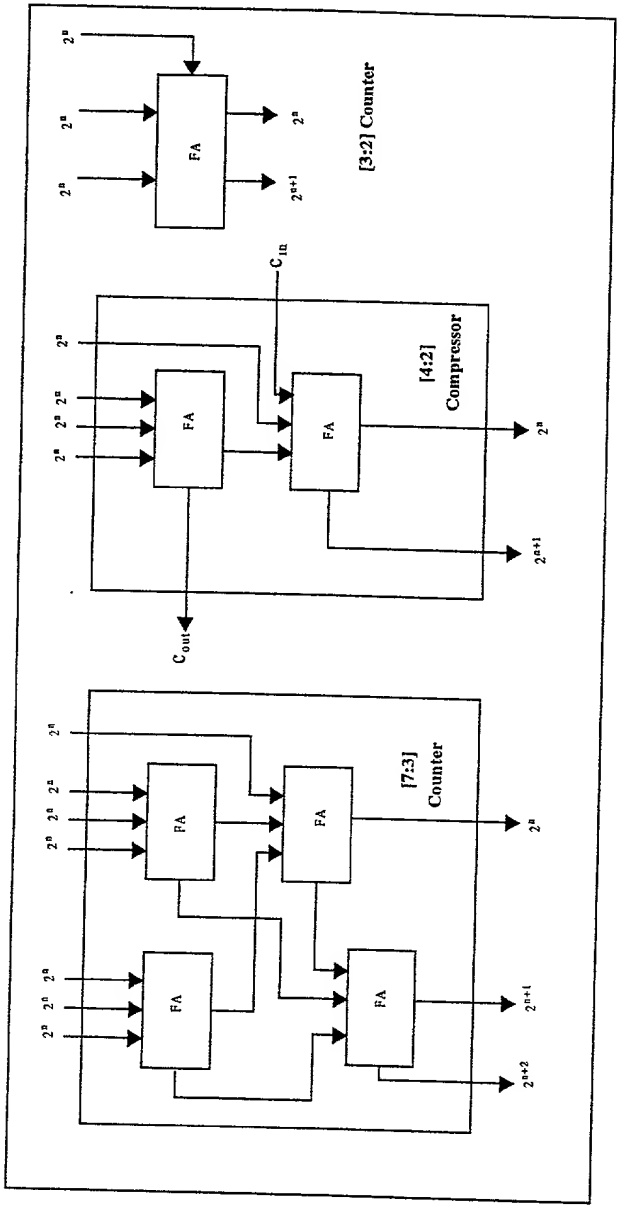 2ⁿ 2ⁿ 2ⁿ 2ⁿ 2ⁿ 2ⁿ 2ⁿ
FA FA
FA
FA
[7:3]
Counter
2ⁿ⁺² 2ⁿ⁺¹ 2ⁿ
2ⁿ 2ⁿ 2ⁿ 2ⁿ
FA
C_out
C_in
FA
[4:2]
Compressor
2ⁿ⁺¹ 2ⁿ
2ⁿ 2ⁿ 2ⁿ
FA
2ⁿ⁺¹ 2ⁿ
[3:2] Counter